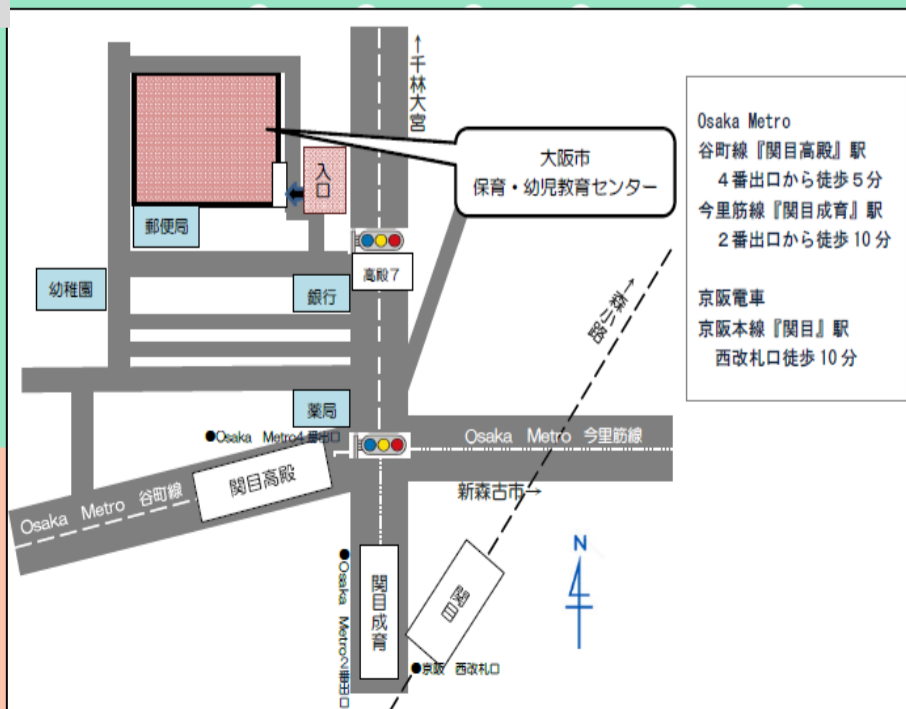 ↑千林大宮
大阪市
保育・幼児教育センター
入口
郵便局
高殿7
幼稚園
銀行
↑森小路
薬局
●Osaka Metro4番出口
Osaka Metro 今里筋線
関目高殿
Osaka Metro 谷町線
新森古市→
N
関目成育
関目
●Osaka Metro2番出口
●京阪 西改札口
Osaka Metro
谷町線『関目高殿』駅
4番出口から徒歩5分
今里筋線『関目成育』駅
2番出口から徒歩10分
京阪電車
京阪本線『関目』駅
西改札口徒歩10分